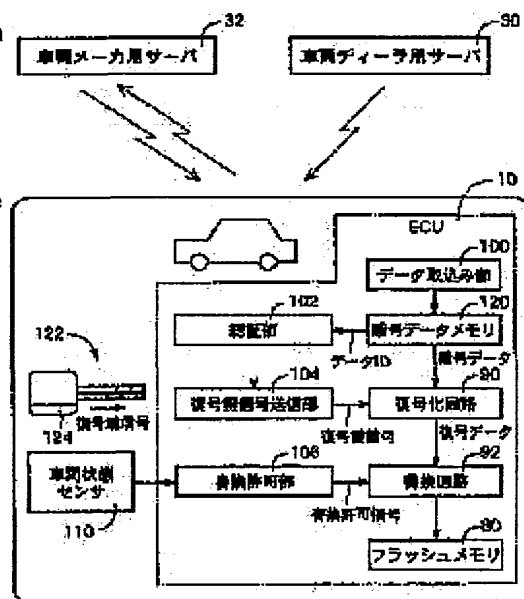 32
車両メーカ用サーバ
30
車両ディーラ用サーバ
10
ECU
100
データ取込み部
102
120
認証部
暗号データメモリ
データID
暗号データ
122
104
90
復号鍵信号送信部
復号化回路
復号鍵信号
124
復号鍵信号
復号データ
106
92
車両状態
センサ
書換許可部
書換回路
110
書換許可信号
80
フラッシュメモリ